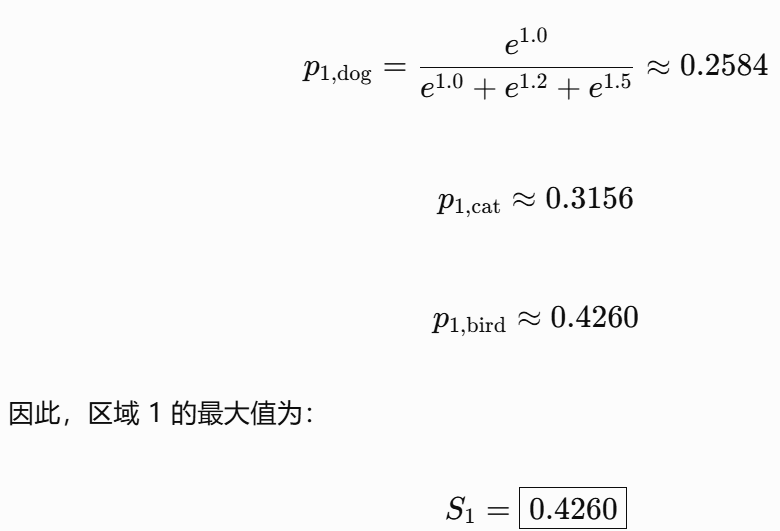 p_{1,dog} = \frac{e^{1.0}}{e^{1.0} + e^{1.2} + e^{1.5}} ≈ 0.2584
p_{1,cat} ≈ 0.3156
p_{1,bird} ≈ 0.4260
因此，区域 1 的最大值为：
S_1 = 0.4260